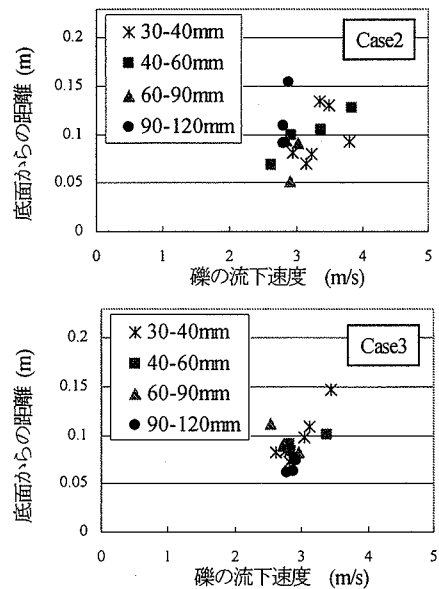 0.2
0.15
0.1
0.05
0
底面からの距離 (m)
30-40mm
40-60mm
60-90mm
90-120mm
Case2
0 1 2 3 4 5
礫の流下速度 (m/s)
0.2
0.15
0.1
0.05
0
底面からの距離 (m)
30-40mm
40-60mm
60-90mm
90-120mm
Case3
0 1 2 3 4 5
礫の流下速度 (m/s)